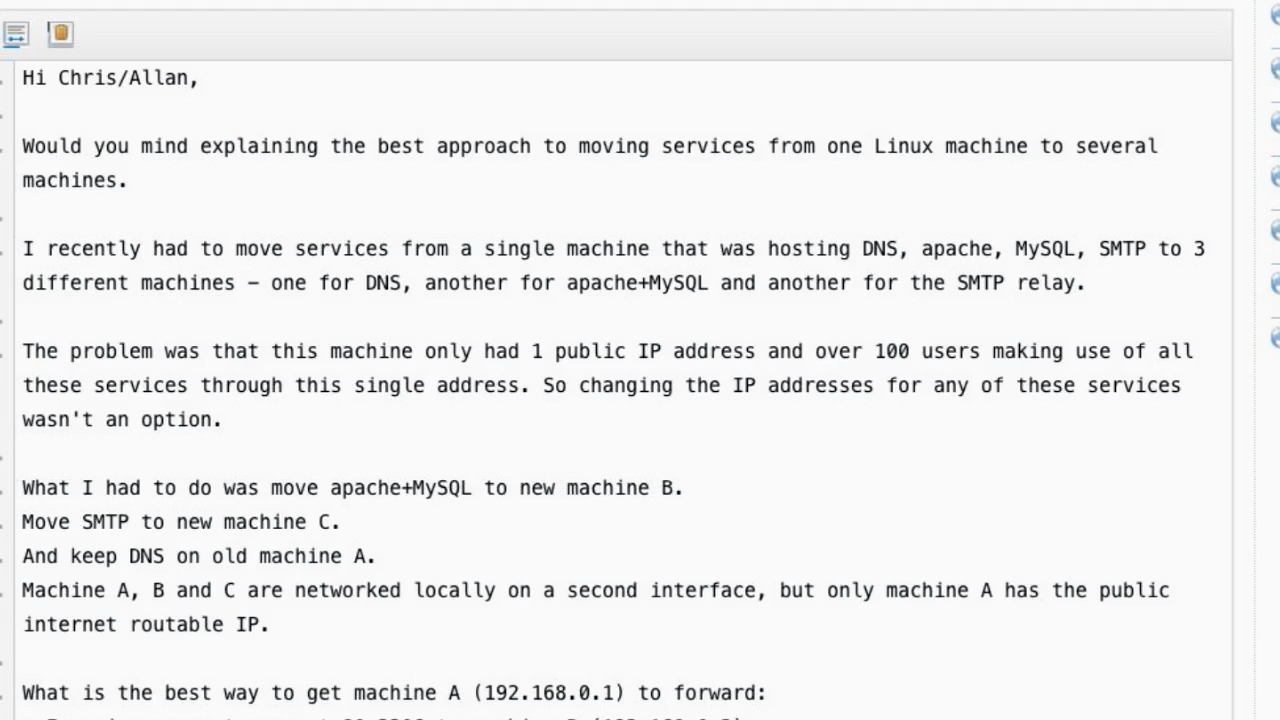 Hi Chris/Allan,
Would you mind explaining the best approach to moving services from one Linux machine to several
machines.
I recently had to move services from a single machine that was hosting DNS, apache, MySQL, SMTP to 3
different machines – one for DNS, another for apache+MySQL and another for the SMTP relay.
The problem was that this machine only had 1 public IP address and over 100 users making use of all
these services through this single address. So changing the IP addresses for any of these services
wasn't an option.
What I had to do was move apache+MySQL to new machine B.
Move SMTP to new machine C.
And keep DNS on old machine A.
Machine A, B and C are networked locally on a second interface, but only machine A has the public
internet routable IP.
What is the best way to get machine A (192.168.0.1) to forward: